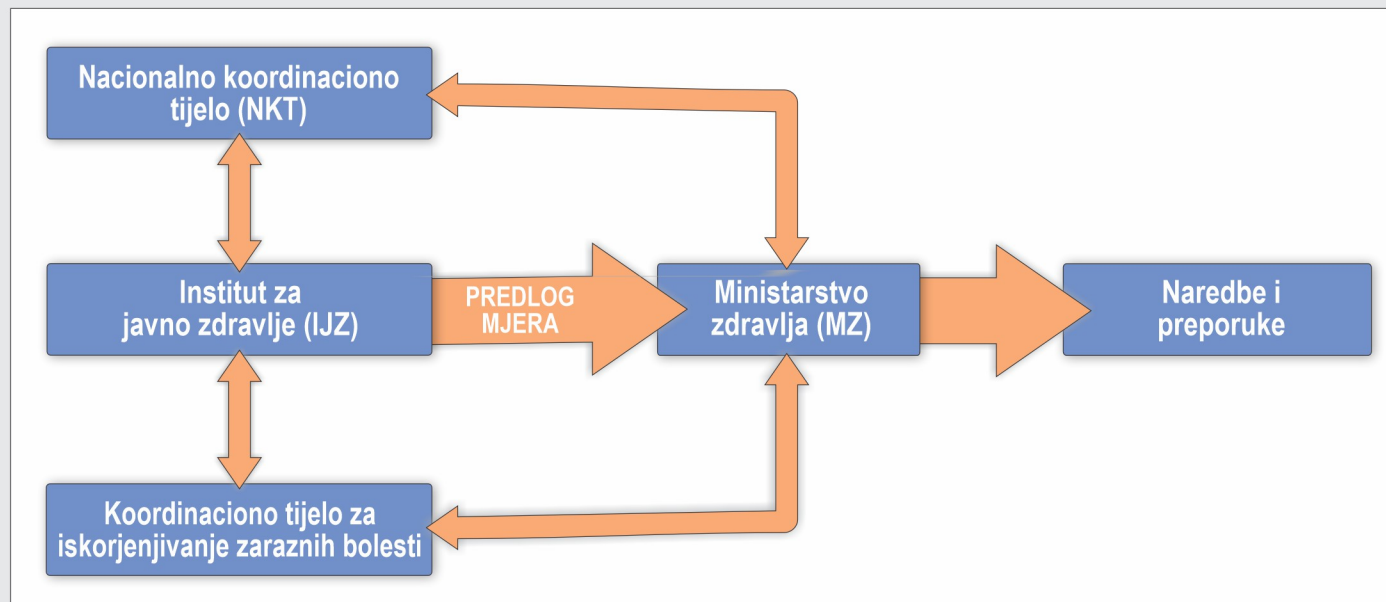 Nacionalno koordinaciono
tijelo (NKT)
Institut za
javno zdravlje (IJZ)
PREDLOG
MJERA
Ministarstvo
zdravlja (MZ)
Naredbe i
preporuke
Koordinaciono tijelo za
iskorjenjivanje zaraznih bolesti